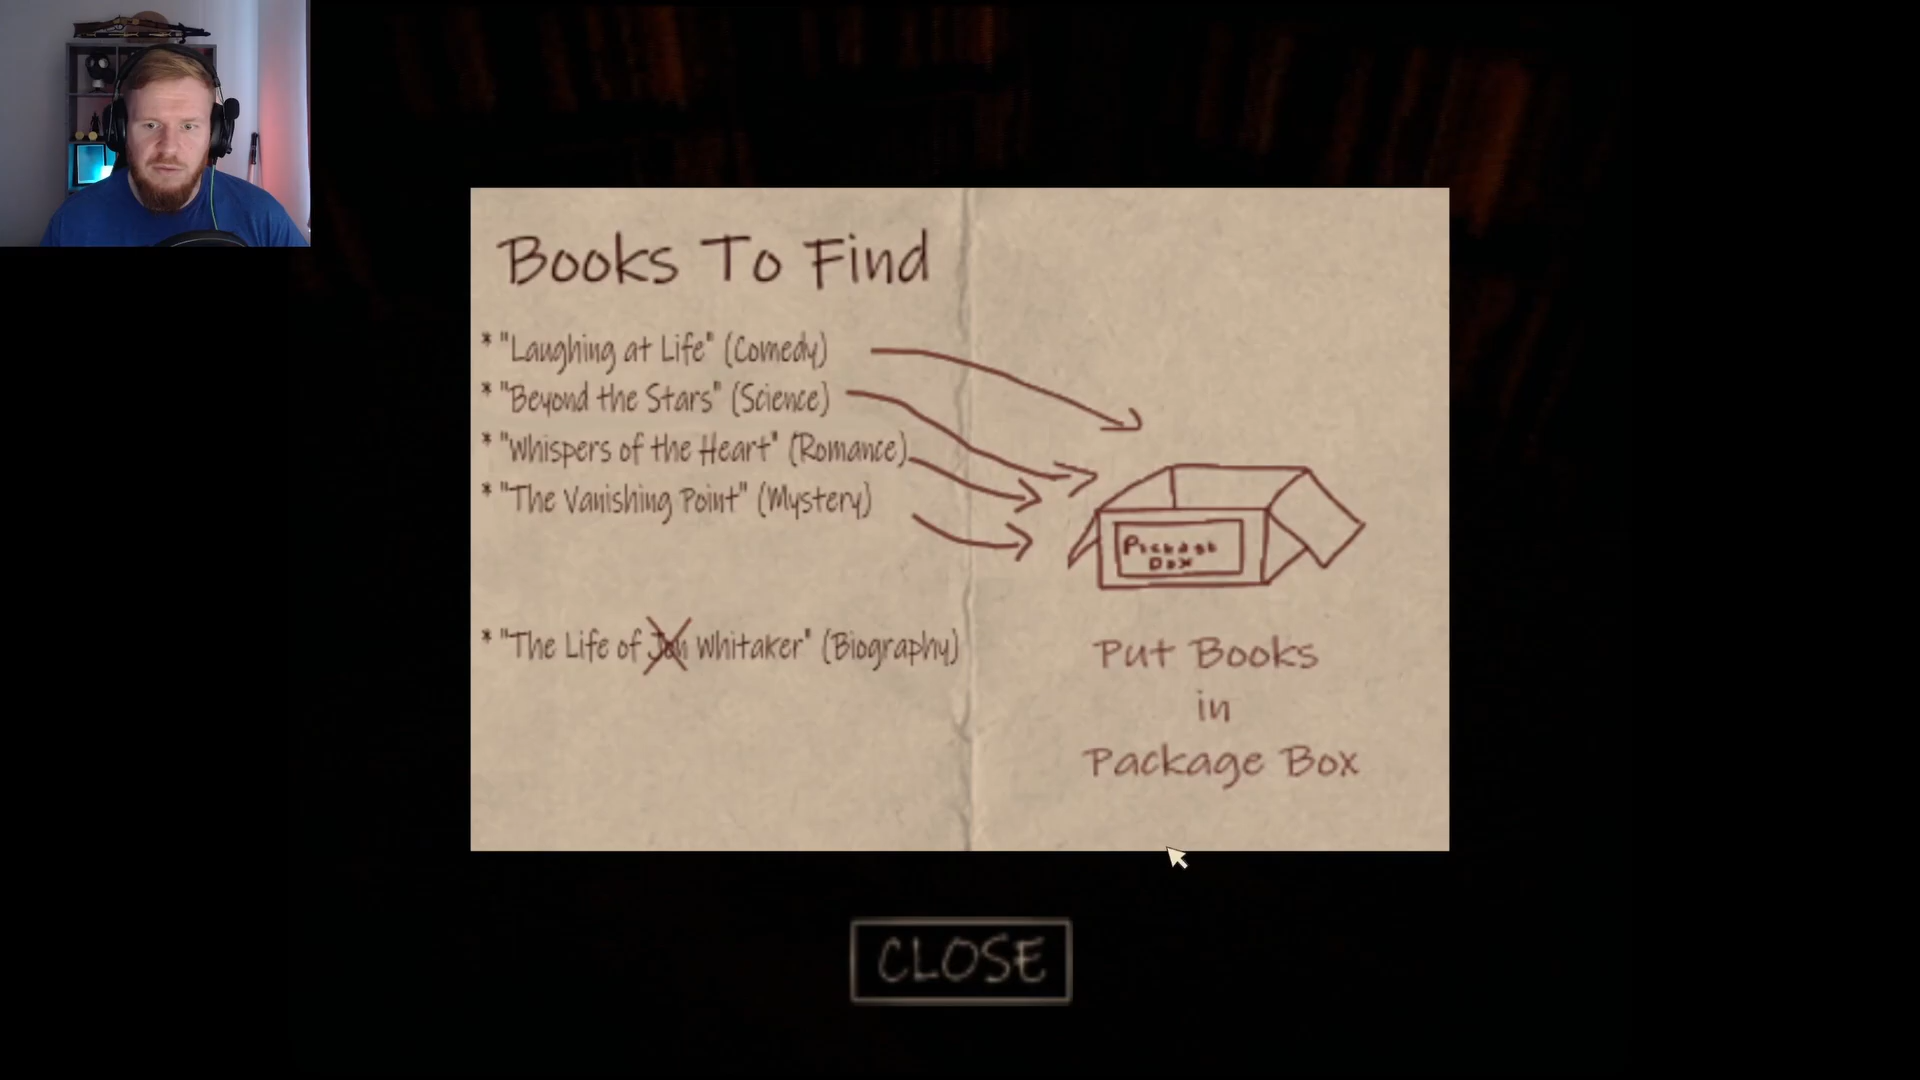 Books To Find
* "Laughing at Life" (Comedy)
* "Beyond the Stars" (Science)
* "Whispers of the Heart" (Romance)
* "The Vanishing Point" (Mystery)
* "The Life of Jon Whitaker" (Biography)
Package
Box
Put Books
in
Package Box
CLOSE